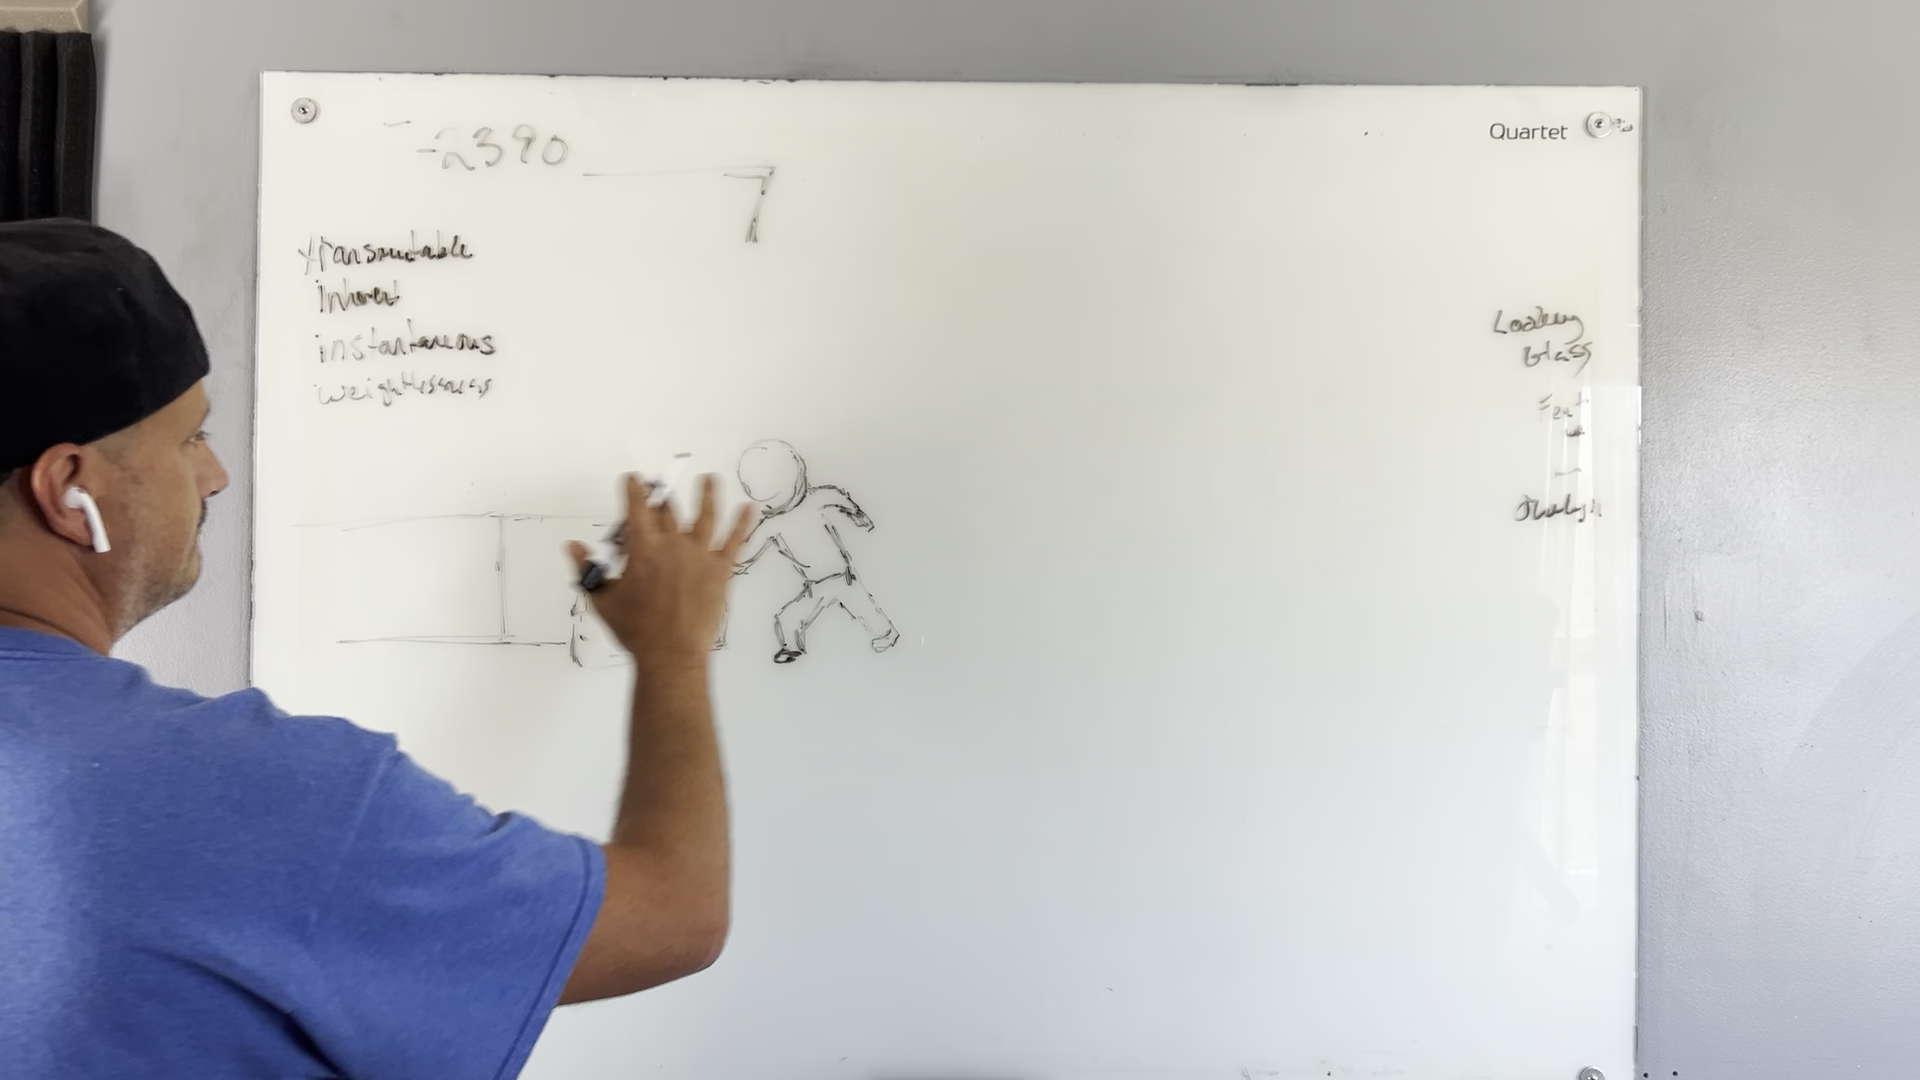 -2390
Quartet
transmutable
Inherent
instantaneous
weightlessness
Looking
Glass